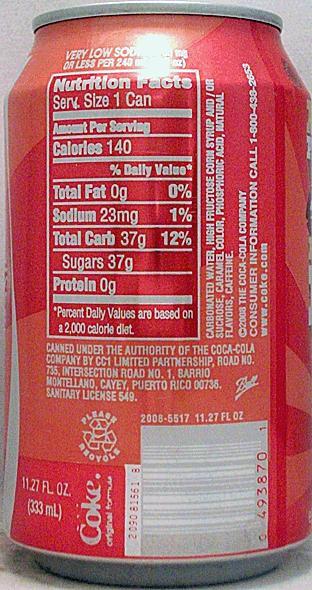 VERY LOW
OR LESS PER 240
Nutrition Facts
Serv. Size 1 Can
Amount Per Serving
Calories 140
% Daily Value*
Total Fat 0g 0%
Sodium 23mg 1%
Total Carb 37g 12%
Sugars 37g
Protein 0g
*Percent Daily Values are based on
a 2,000 calorie diet.
CARBONATED WATER, HIGH FRUCTOSE CORN SYRUP AND / OR
SUCROSE, CARAMEL COLOR, PHOSPHORIC ACID, NATURAL
FLAVORS, CAFFEINE.
©2008 THE COCA-COLA COMPANY
CONSUMER INFORMATION CALL 1-800-438-2653
www.coke.com
CANNED UNDER THE AUTHORITY OF THE COCA-COLA
COMPANY BY CC1 LIMITED PARTNERSHIP, ROAD NO.
735, INTERSECTION ROAD NO. 1, BARRIO
MONTELLANO, CAYEY, PUERTO RICO 00736.
SANITARY LICENSE 549.
Ball
PLEASE
RECYCLE
2008-5517 11.27 FL OZ
11.27 FL. OZ.
(333 mL)
Coke
original formula
2090 81561 8
0 493870 1